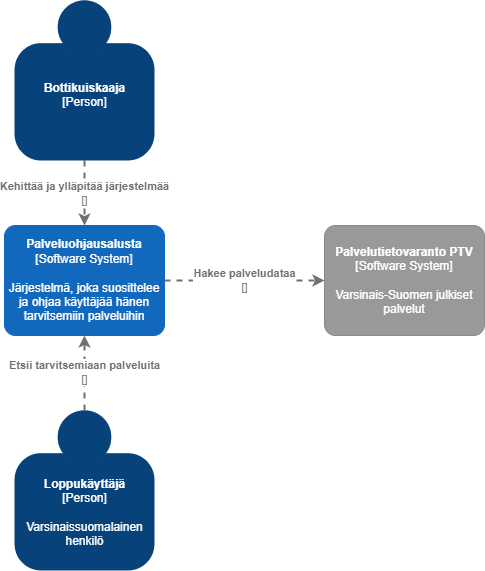 Bottikuiskaaja
[Person]
Kehittää ja ylläpitää järjestelmää
[]
Palveluohjausalusta
[Software System]
Järjestelmä, joka suosittelee
ja ohjaa käyttäjää hänen
tarvitsemiin palveluihin
Hakee palveludataa
[]
Palvelutietovaranto PTV
[Software System]
Varsinais-Suomen julkiset
palvelut
Etsii tarvitsemiaan palveluita
[]
Loppukäyttäjä
[Person]
Varsinaissuomalainen
henkilö